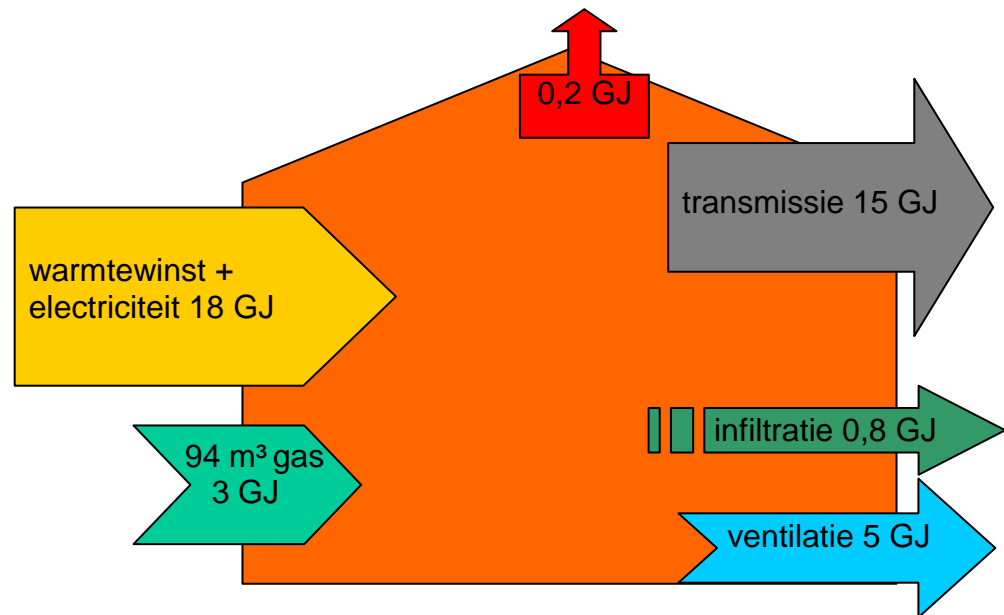 0,2 GJ
transmissie 15 GJ
warmtewinst +
electriciteit 18 GJ
infiltratie 0,8 GJ
94 m³ gas
3 GJ
ventilatie 5 GJ